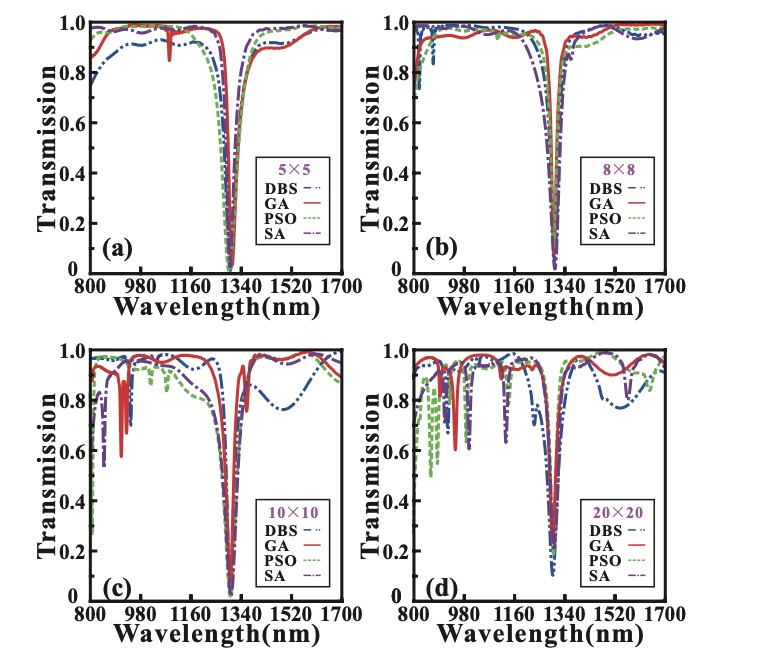 1.0
0.8
0.6
0.4
0.2
0
Transmission
800 980 1160 1340 1520 1700
Wavelength(nm)
(a)
5×5
DBS
GA
PSO
SA
1.0
0.8
0.6
0.4
0.2
0
Transmission
800 980 1160 1340 1520 1700
Wavelength(nm)
(b)
8×8
DBS
GA
PSO
SA
1.0
0.8
0.6
0.4
0.2
0
Transmission
800 980 1160 1340 1520 1700
Wavelength(nm)
(c)
10×10
DBS
GA
PSO
SA
1.0
0.8
0.6
0.4
0.2
0
Transmission
800 980 1160 1340 1520 1700
Wavelength(nm)
(d)
20×20
DBS
GA
PSO
SA